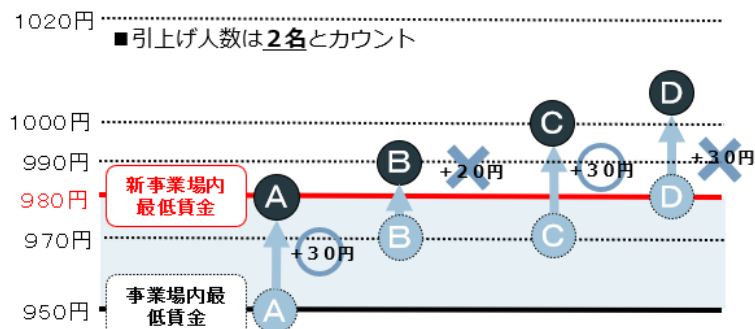 1020円
■引上げ人数は2名とカウント
1000円
990円
980円
970円
950円
新事業場内
最低賃金
事業場内最
低賃金
A
A
+30円
B
B
+20円
C
C
+30円
D
D
+30円